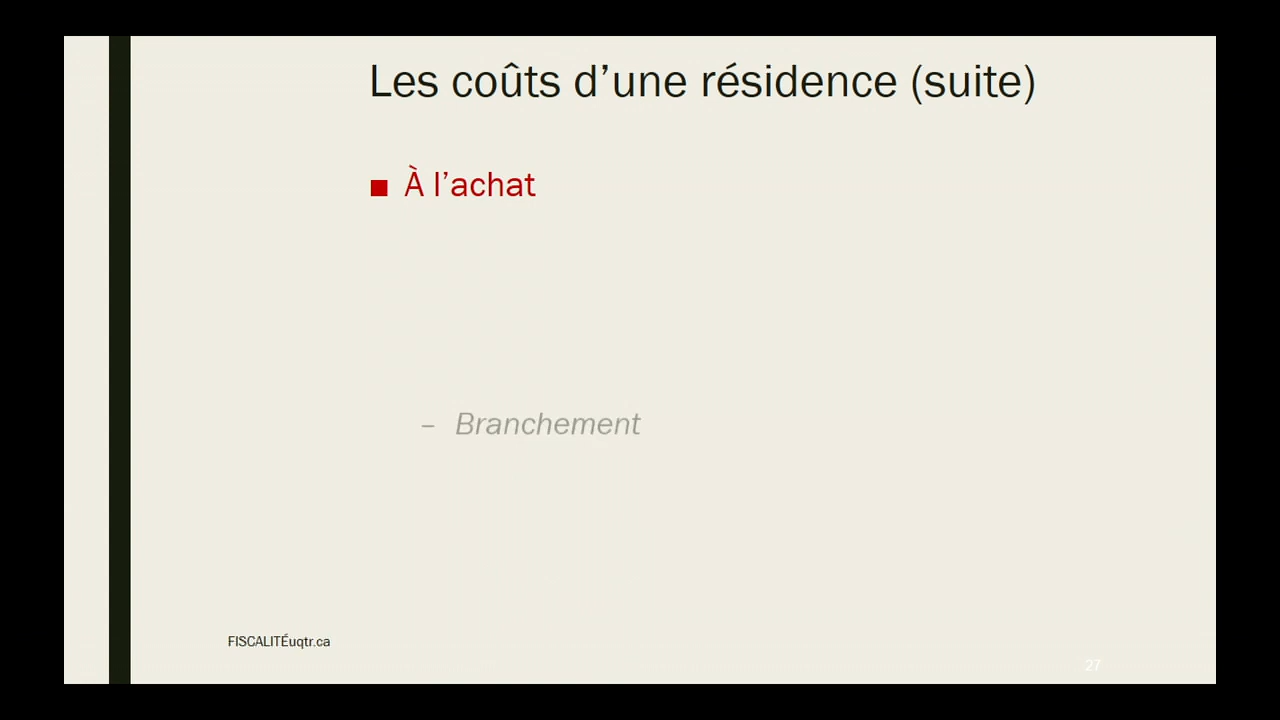 Les coûts d’une résidence (suite)
■ À l’achat
– Branchement
FISCALITÉuqtr.ca
27